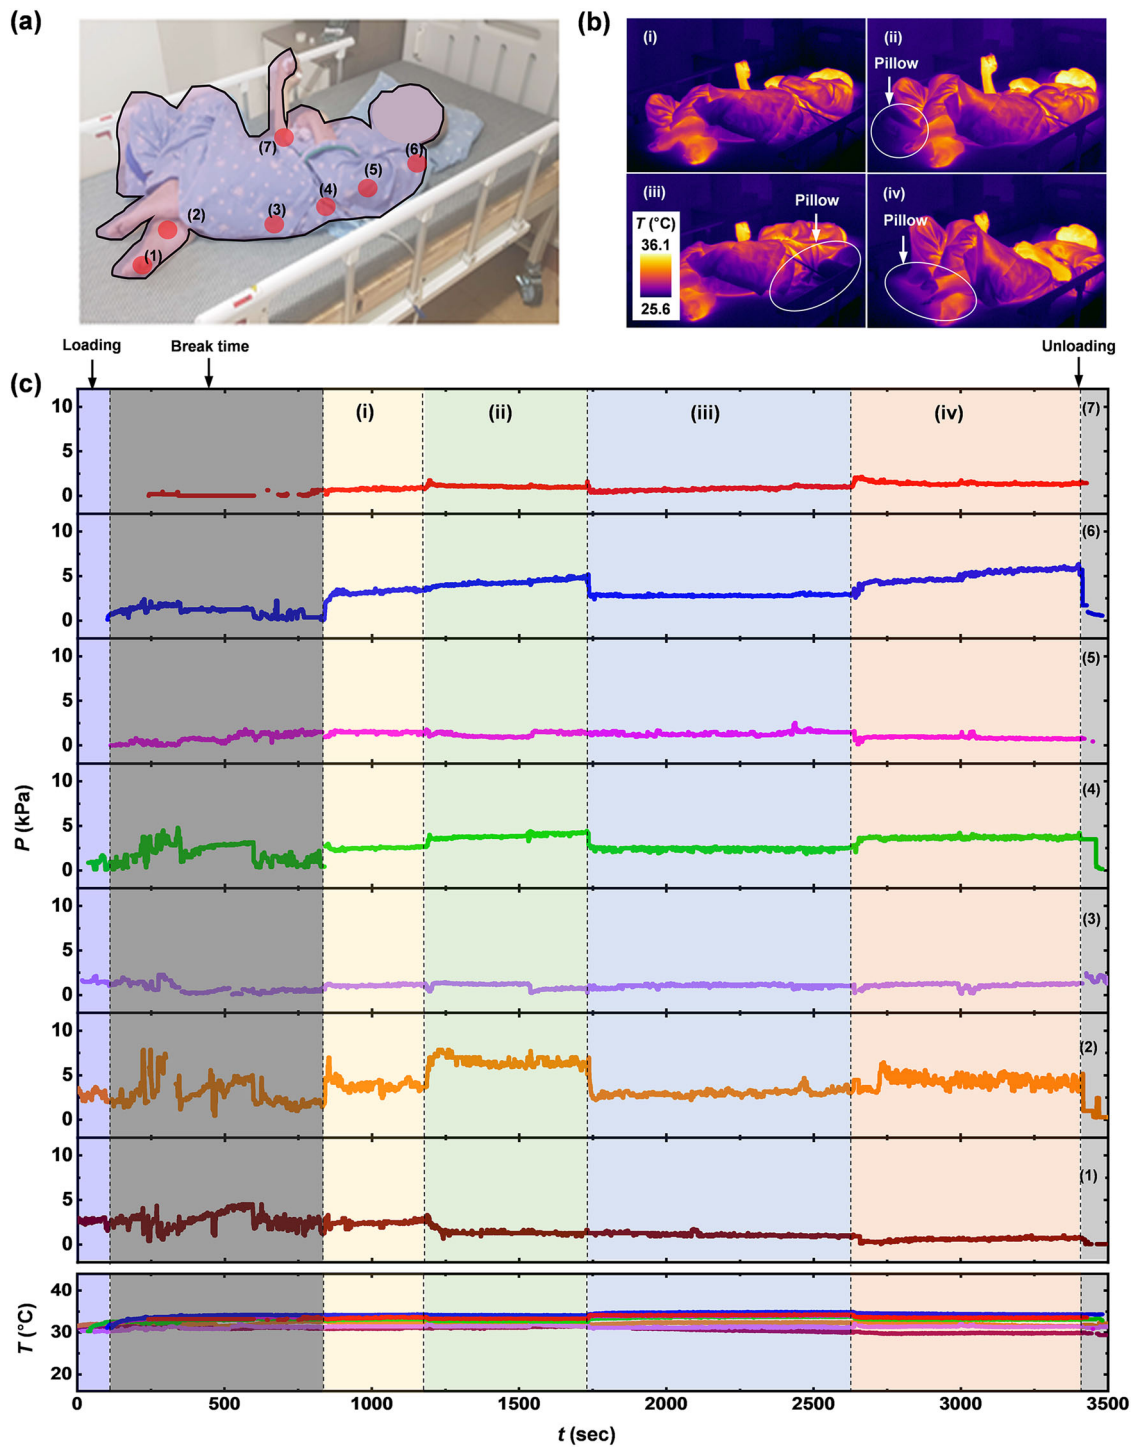 (a)
(b)
(7)
(6)
(5)
(4)
(3)
(2)
(1)
(i)
(ii)
Pillow
(iii)
Pillow
T (°C)
36.1
25.6
(iv)
Pillow
Loading
Break time
Unloading
(c)
(i)
(ii)
(iii)
(iv)
(7)
10
5
0
(6)
10
5
0
(5)
10
5
0
P (kPa)
(4)
10
5
0
(3)
10
5
0
(2)
10
5
0
(1)
10
5
0
T (°C)
40
30
20
0 500 1000 1500 2000 2500 3000 3500
t (sec)